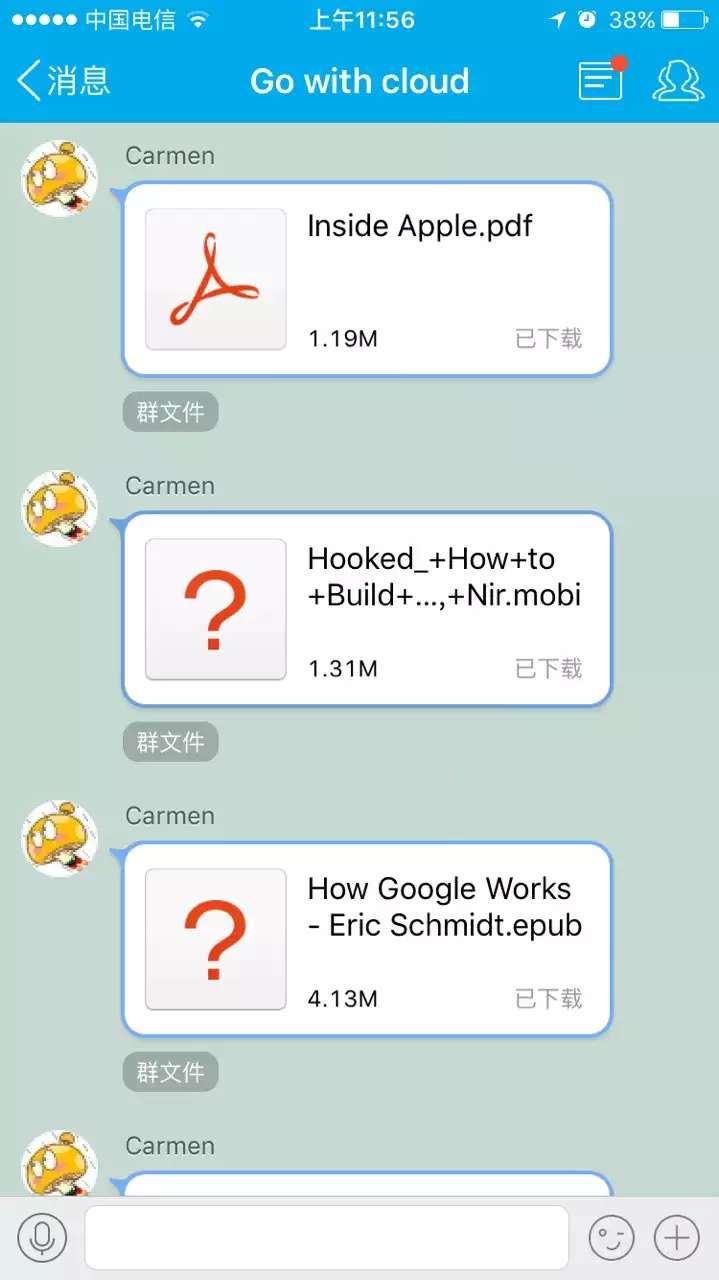 中国电信 上午11:56 38%
消息 Go with cloud
Carmen
Inside Apple.pdf
1.19M 已下载
群文件
Carmen
Hooked_+How+to
+Build+...,+Nir.mobi
1.31M 已下载
群文件
Carmen
How Google Works
- Eric Schmidt.epub
4.13M 已下载
群文件
Carmen